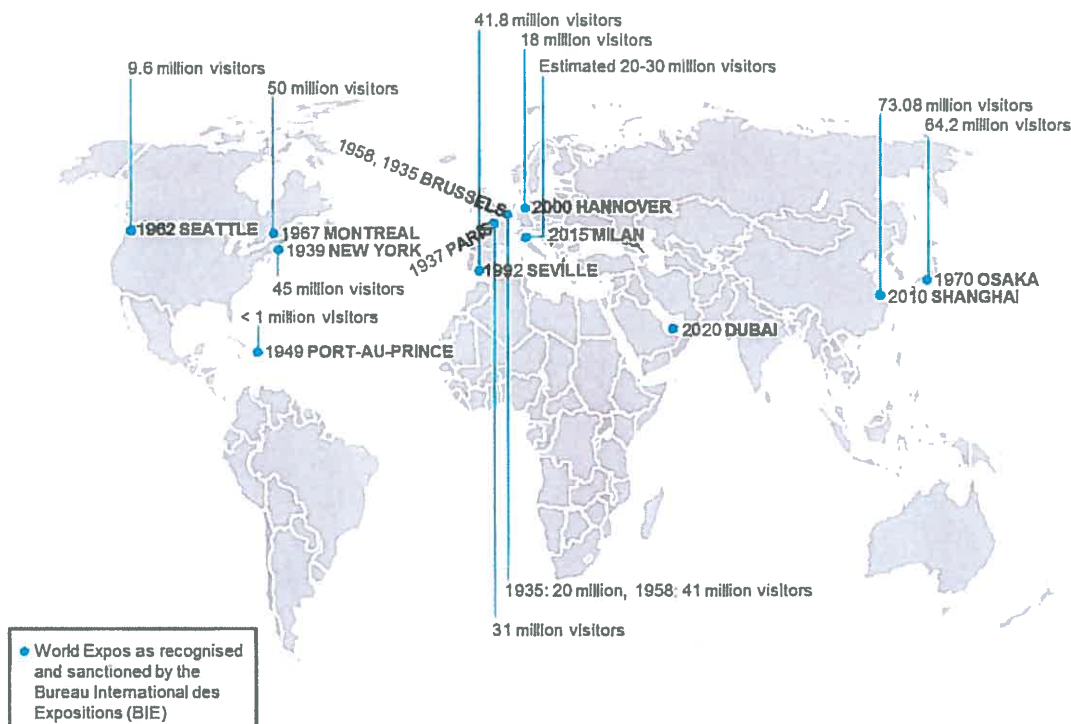 41.8 million visitors
18 million visitors
Estimated 20-30 million visitors
9.6 million visitors
50 million visitors
73.08 million visitors
64.2 million visitors
1958, 1935 BRUSSELS
2000 HANNOVER
1962 SEATTLE
1967 MONTREAL
2015 MILAN
1939 NEW YORK
1937 PARIS
1992 SEVILLE
1970 OSAKA
2010 SHANGHAI
45 million visitors
< 1 million visitors
2020 DUBAI
1949 PORT-AU-PRINCE
1935: 20 million, 1958: 41 million visitors
31 million visitors
World Expos as recognised
and sanctioned by the
Bureau International des
Expositions (BIE)